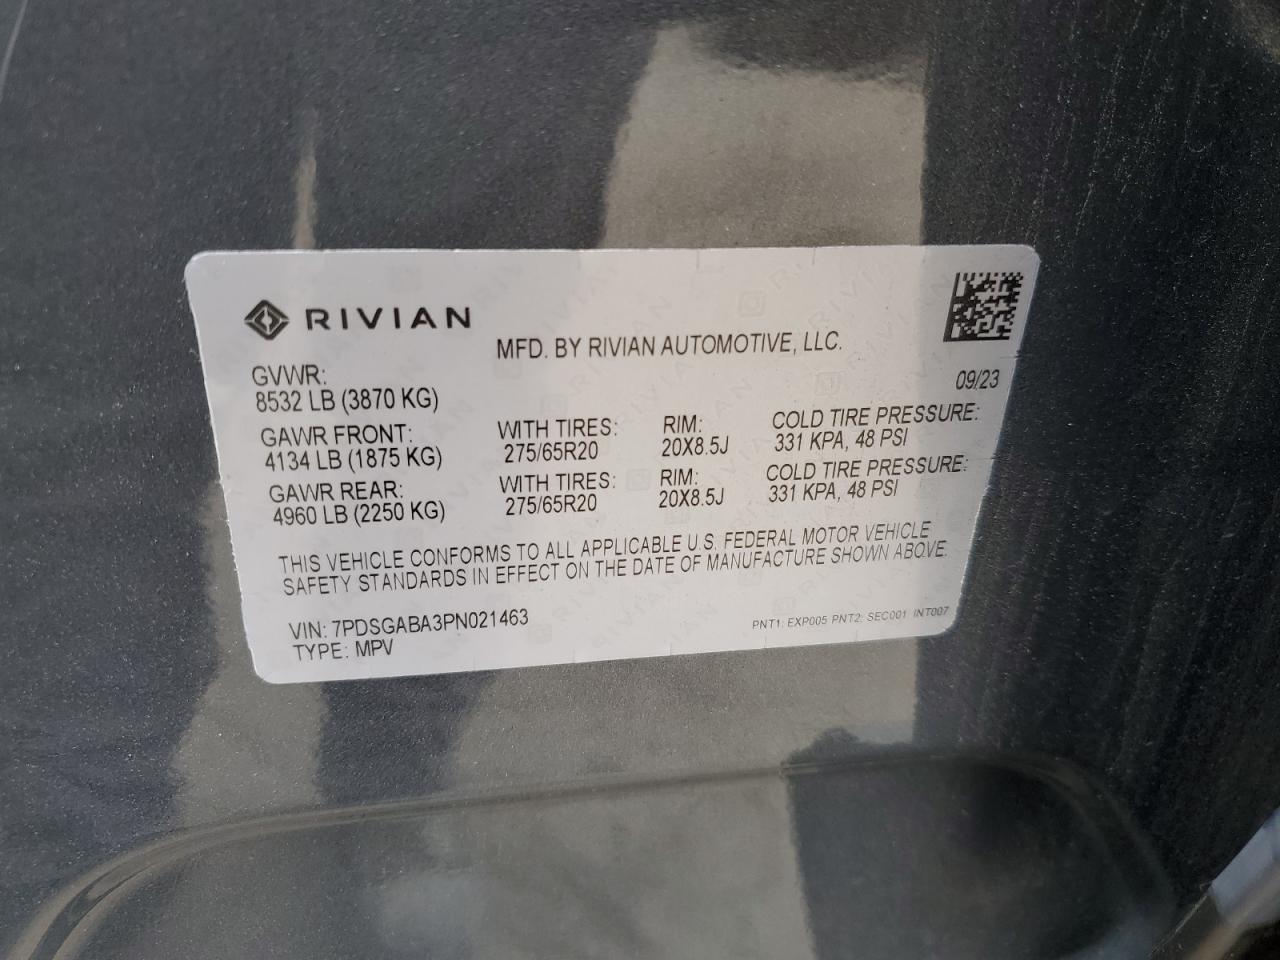 RIVIAN
MFD. BY RIVIAN AUTOMOTIVE, LLC.
09/23
GVWR:
8532 LB (3870 KG)
GAWR FRONT: WITH TIRES: RIM: COLD TIRE PRESSURE:
4134 LB (1875 KG) 275/65R20 20X8.5J 331 KPA, 48 PSI
GAWR REAR: WITH TIRES: RIM: COLD TIRE PRESSURE:
4960 LB (2250 KG) 275/65R20 20X8.5J 331 KPA, 48 PSI
THIS VEHICLE CONFORMS TO ALL APPLICABLE U.S. FEDERAL MOTOR VEHICLE
SAFETY STANDARDS IN EFFECT ON THE DATE OF MANUFACTURE SHOWN ABOVE.
VIN: 7PDSGABA3PN021463
TYPE: MPV
PNT1: EXP005 PNT2: SEC001 INT007